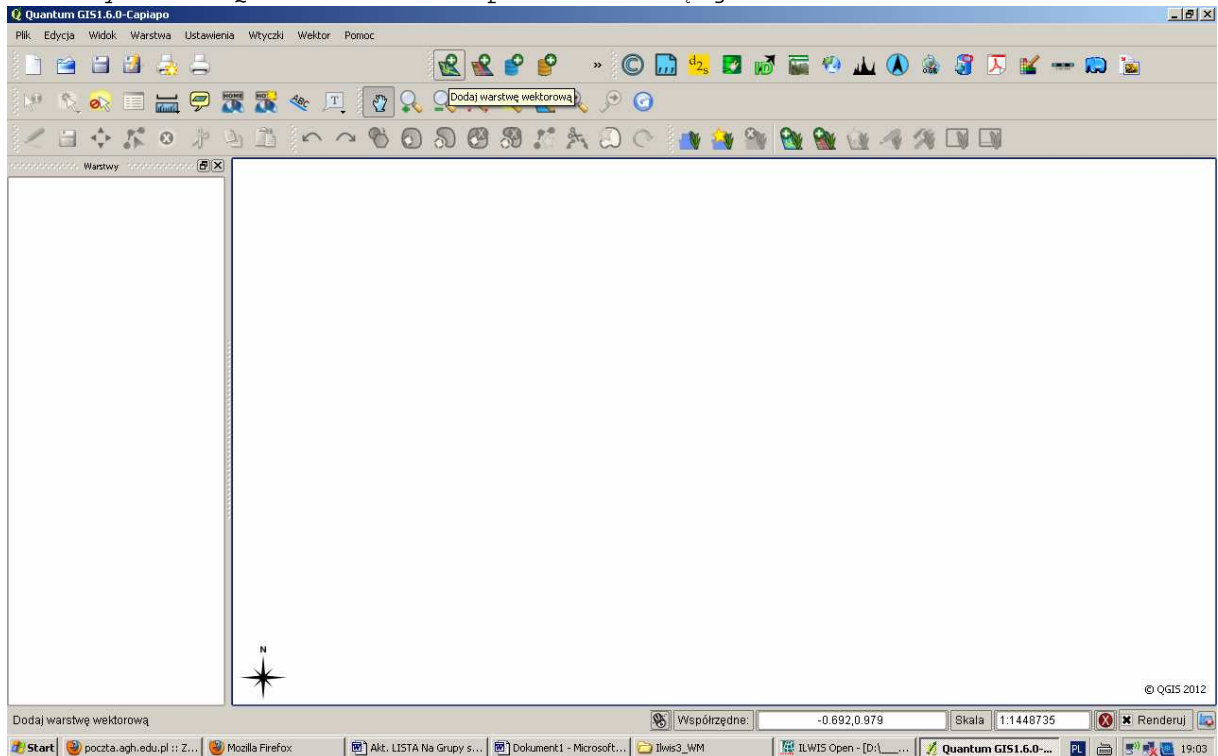 Quantum GIS1.6.0-Capiapo
Plik Edycja Widok Warstwa Ustawienia Wtyczki Wektor Pomoc
Dodaj warstwę wektorową
Warstwy
N
© QGIS 2012
Dodaj warstwę wektorową
Współrzędne: -0.692,0.979 Skala 1:1448735 Renderuj
Start poczta.agh.edu.pl :: Z... Mozilla Firefox Akt. LISTA Na Grupy s... Dokument1 - Microsoft... Ilwis3_WM ILWIS Open - [D:\___... Quantum GIS1.6.0-... PL 19:03